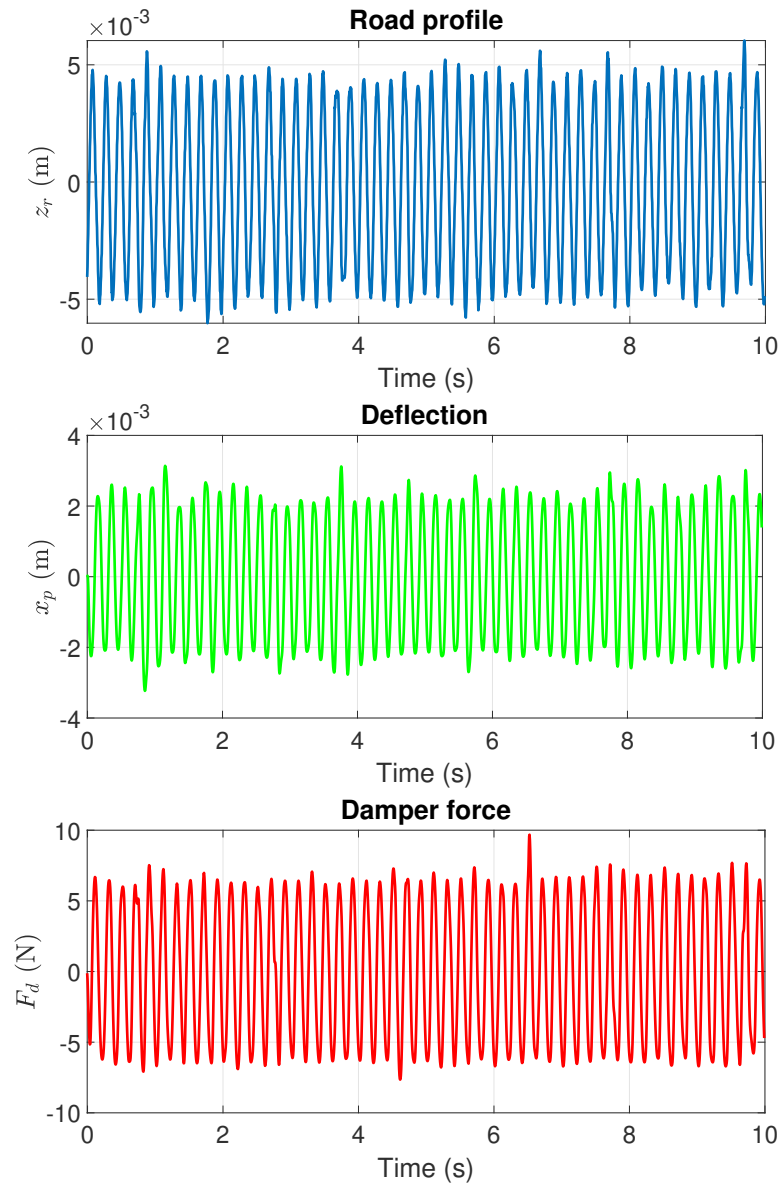 Road profile
×10⁻³
5
0
-5
z_r (m)
0 2 4 6 8 10
Time (s)
Deflection
×10⁻³
4
2
0
-2
-4
x_p (m)
0 2 4 6 8 10
Time (s)
Damper force
10
5
0
-5
-10
F_d (N)
0 2 4 6 8 10
Time (s)